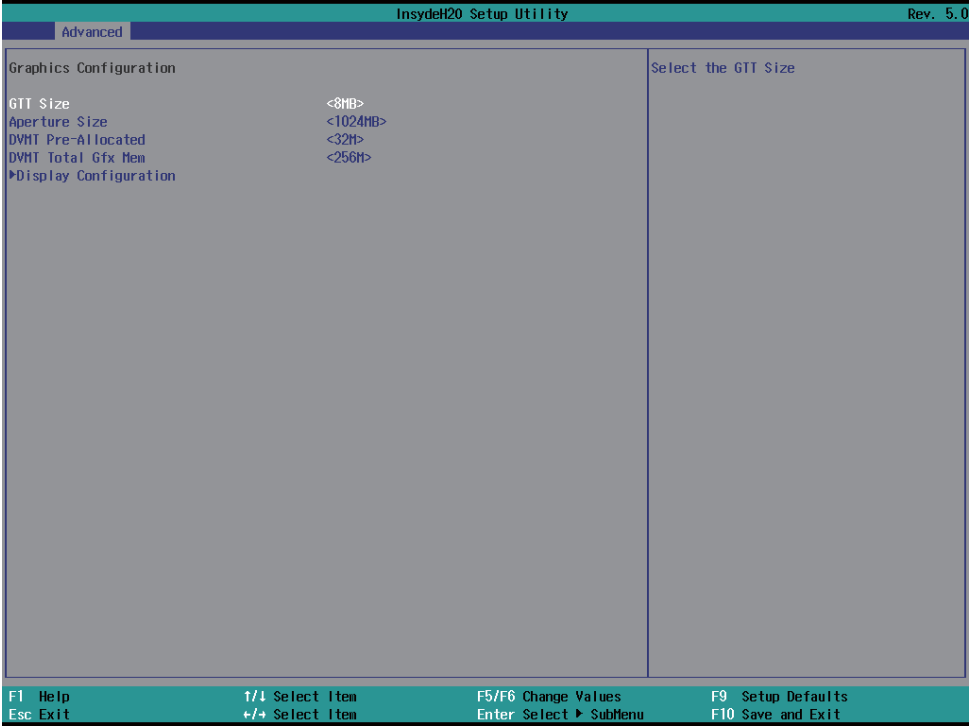 InsydeH20 Setup Utility Rev. 5.0
Advanced
Graphics Configuration
Select the GTT Size
GTT Size <8MB>
Aperture Size <1024MB>
DVMT Pre-Allocated <32M>
DVMT Total Gfx Mem <256M>
▶Display Configuration
F1 Help ↑/↓ Select Item F5/F6 Change Values F9 Setup Defaults
Esc Exit ←/→ Select Item Enter Select ▶ SubMenu F10 Save and Exit